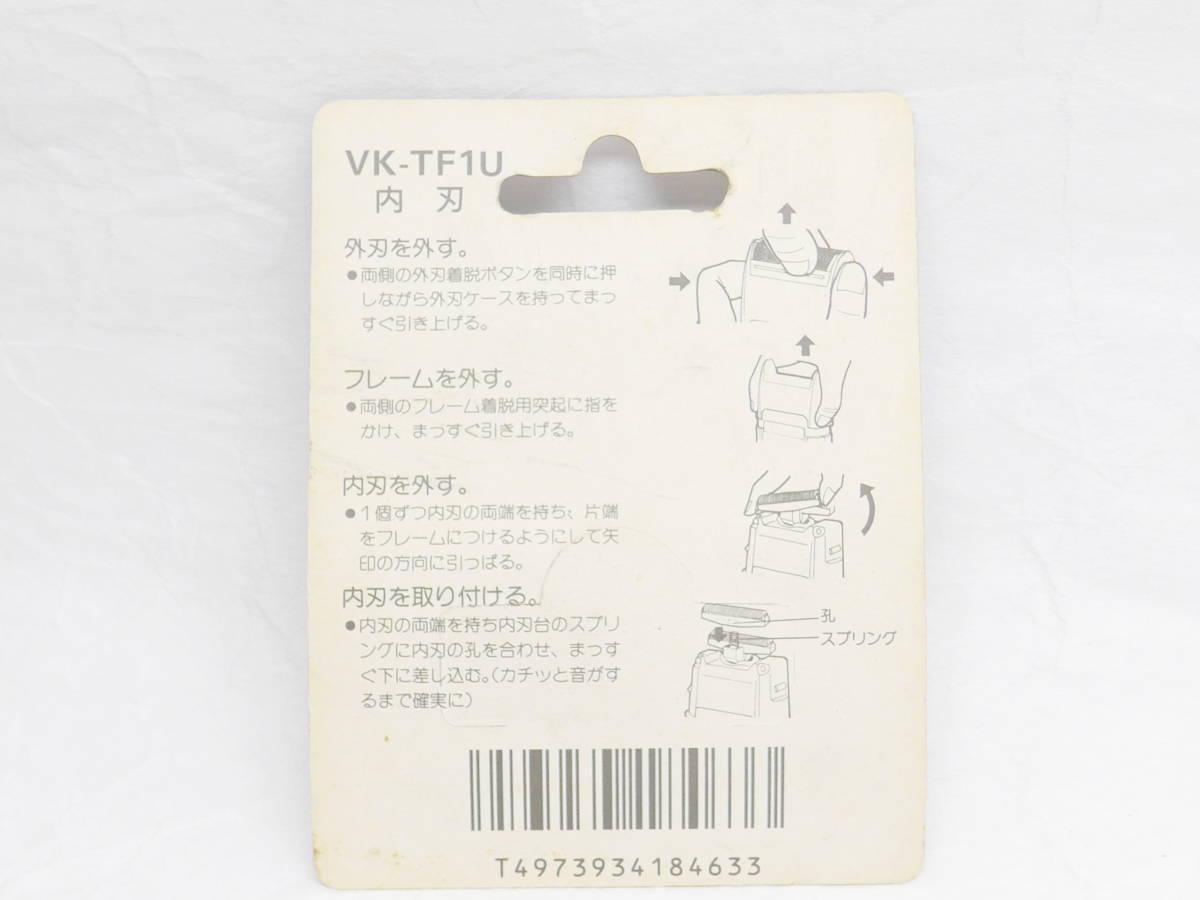 VK-TF1U
内 刃
外刃を外す。
●両側の外刃着脱ボタンを同時に押
しながら外刃ケースを持ってまっ
すぐ引き上げる。
フレームを外す。
●両側のフレーム着脱用突起に指を
かけ、まっすぐ引き上げる。
内刃を外す。
●1個ずつ内刃の両端を持ち、片端
をフレームにつけるようにして矢
印の方向に引っぱる。
内刃を取り付ける。
●内刃の両端を持ち内刃台のスプリ
ングに内刃の孔を合わせ、まっす
ぐ下に差し込む。(カチッと音がす
るまで確実に)
孔
スプリング
T4973934184633